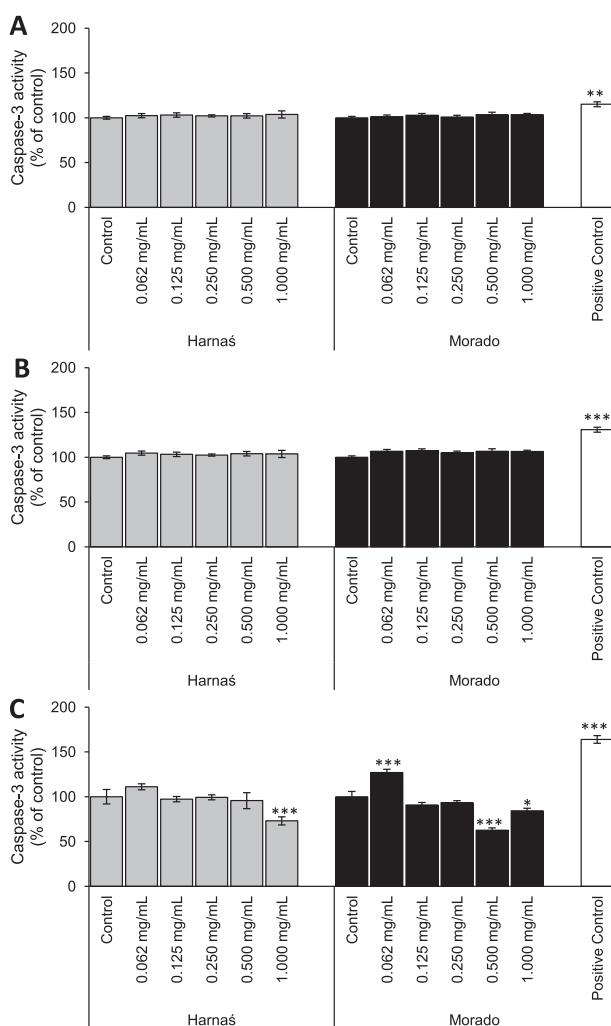 A
Caspase-3 activity
(% of control)
200
150
100
50
0
**
Control
0.062 mg/mL
0.125 mg/mL
0.250 mg/mL
0.500 mg/mL
1.000 mg/mL
Control
0.062 mg/mL
0.125 mg/mL
0.250 mg/mL
0.500 mg/mL
1.000 mg/mL
Positive Control
Harnaś
Morado
B
Caspase-3 activity
(% of control)
200
150
100
50
0
***
Control
0.062 mg/mL
0.125 mg/mL
0.250 mg/mL
0.500 mg/mL
1.000 mg/mL
Control
0.062 mg/mL
0.125 mg/mL
0.250 mg/mL
0.500 mg/mL
1.000 mg/mL
Positive Control
Harnaś
Morado
C
Caspase-3 activity
(% of control)
200
150
100
50
0
***
***
***
*
***
Control
0.062 mg/mL
0.125 mg/mL
0.250 mg/mL
0.500 mg/mL
1.000 mg/mL
Control
0.062 mg/mL
0.125 mg/mL
0.250 mg/mL
0.500 mg/mL
1.000 mg/mL
Positive Control
Harnaś
Morado